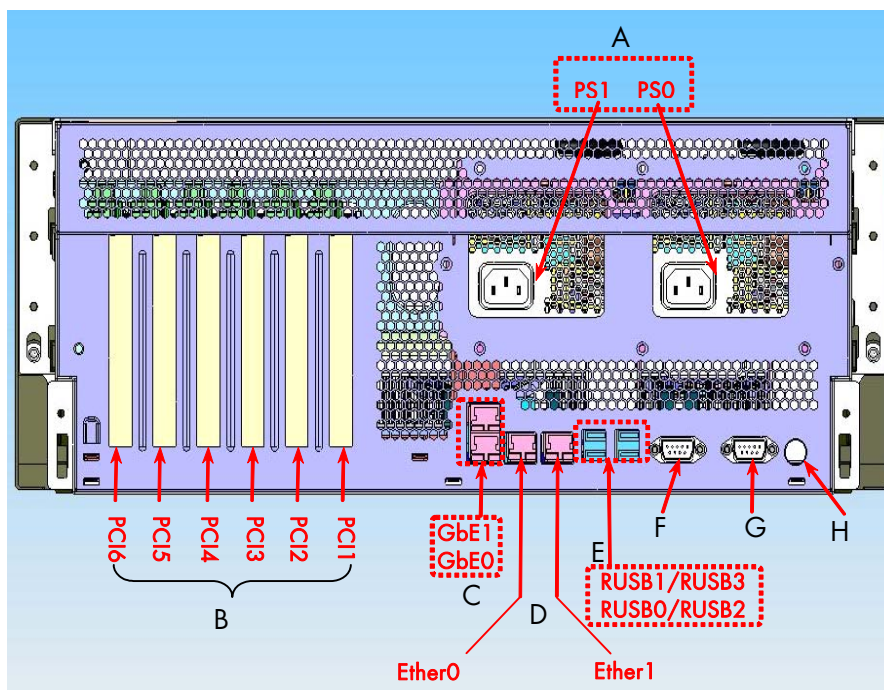 A
PS1 PS0
PCI6
PCI5
PCI4
PCI3
PCI2
PCI1
B
GbE1
GbE0
C
D
E
RUSB1/RUSB3
RUSB0/RUSB2
F
G
H
Ether0
Ether1